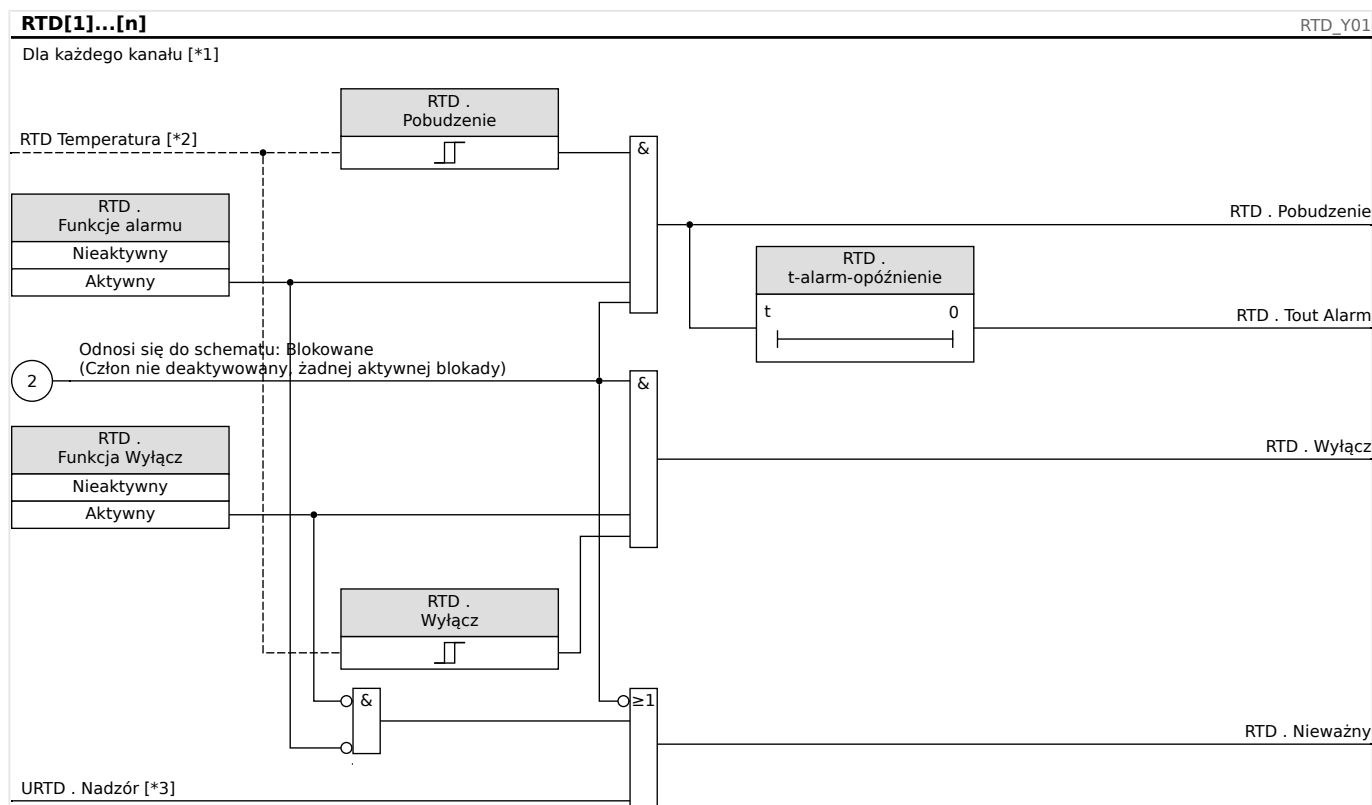 RTD[1]...[n]
RTD_Y01
Dla każdego kanału [*1]
RTD .
Pobudzenie
RTD Temperatura [*2]
&
RTD .
Funkcje alarmu
Nieaktywny
Aktywny
RTD . Pobudzenie
RTD .
t-alarm-opóźnienie
t 0
RTD . Tout Alarm
Odnosi się do schematu: Blokowane
(Człon nie deaktywowany, żadnej aktywnej blokady)
2
&
RTD .
Funkcja Wyłącz
Nieaktywny
Aktywny
RTD . Wyłącz
RTD .
Wyłącz
&
≥1
RTD . Nieważny
URTD . Nadzór [*3]